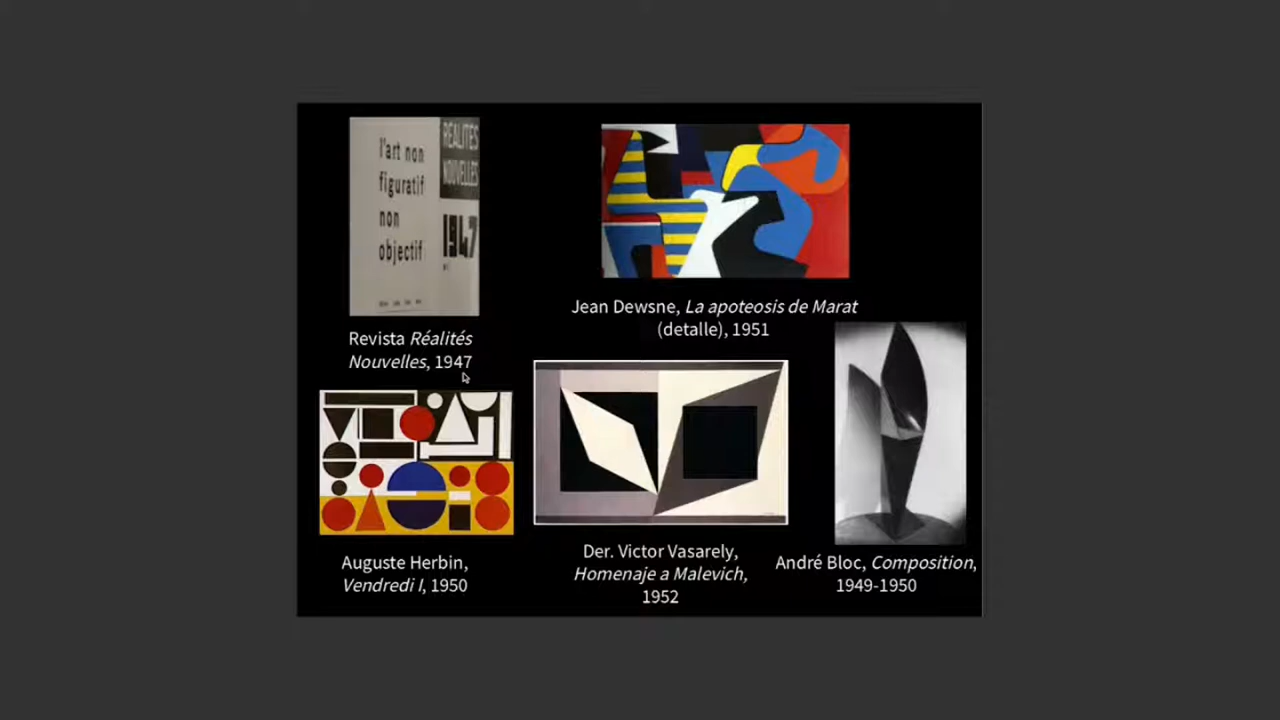 l'art non
figuratif
non
objectif
RÉALITÉS
NOUVELLES
1947
Revista Réalités
Nouvelles, 1947
Jean Dewsne, La apoteosis de Marat
(detalle), 1951
Auguste Herbin,
Vendredi I, 1950
Der. Victor Vasarely,
Homenaje a Malevich,
1952
André Bloc, Composition,
1949-1950